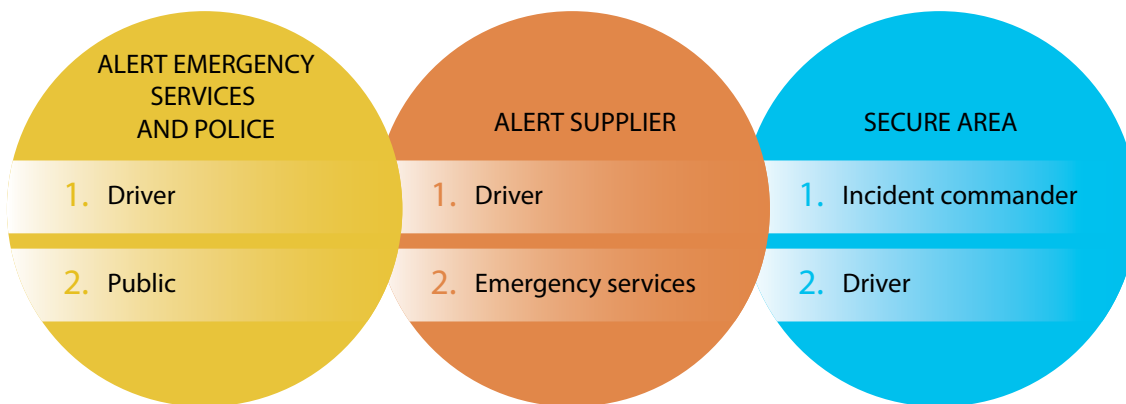 ALERT EMERGENCY
SERVICES
AND POLICE
1. Driver
2. Public
ALERT SUPPLIER
1. Driver
2. Emergency services
SECURE AREA
1. Incident commander
2. Driver